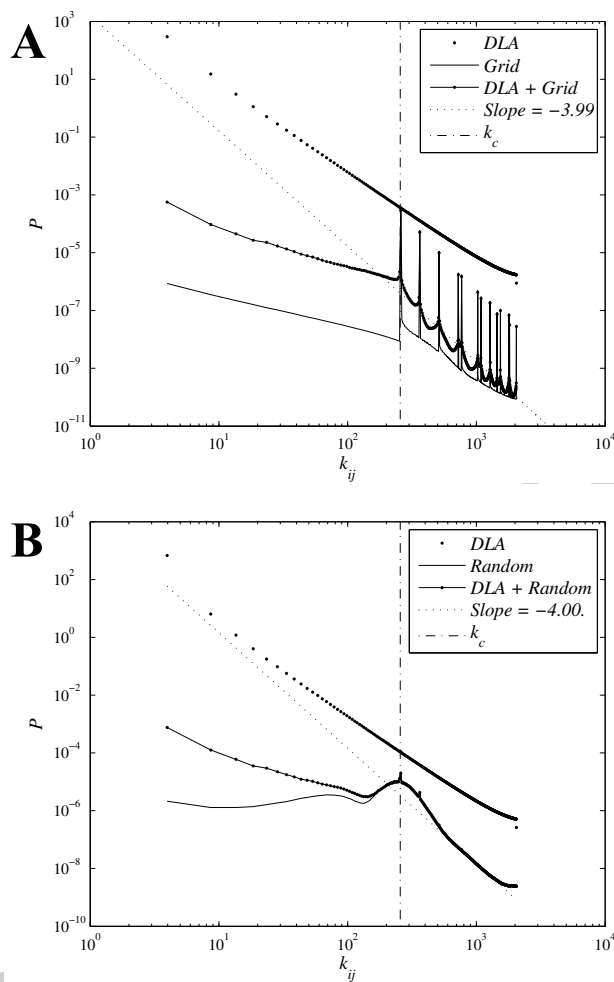 A
10^3
10^1
10^-1
10^-3
10^-5
10^-7
10^-9
10^-11
P
DLA
Grid
DLA + Grid
Slope = −3.99
k_c
10^0 10^1 10^2 10^3 10^4
k_ij
B
10^4
10^2
10^0
10^-2
10^-4
10^-6
10^-8
10^-10
P
DLA
Random
DLA + Random
Slope = −4.00.
k_c
10^0 10^1 10^2 10^3 10^4
k_ij